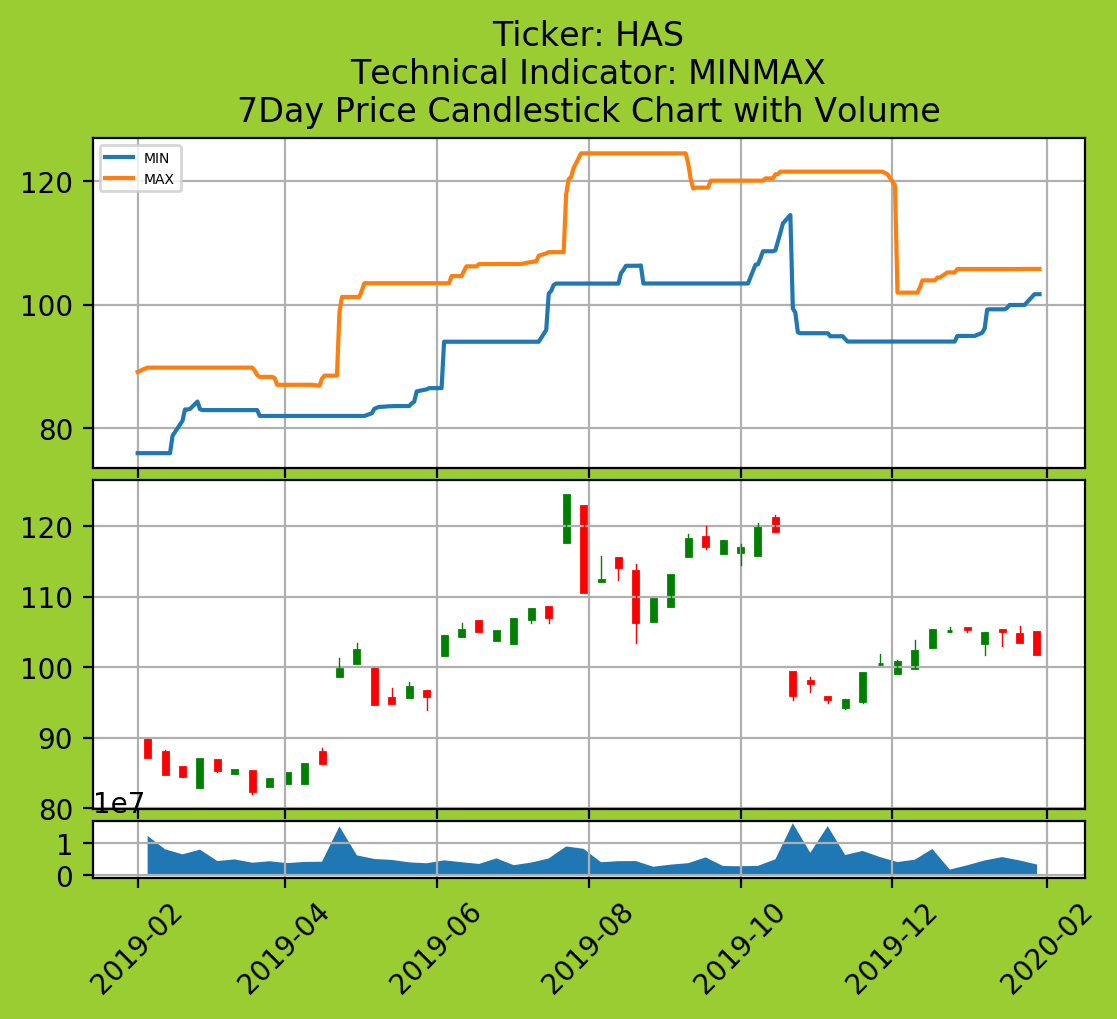 Ticker: HAS
Technical Indicator: MINMAX
7Day Price Candlestick Chart with Volume
MIN
MAX
120
100
80
120
110
100
90
80
1e7
1
0
2019-02
2019-04
2019-06
2019-08
2019-10
2019-12
2020-02